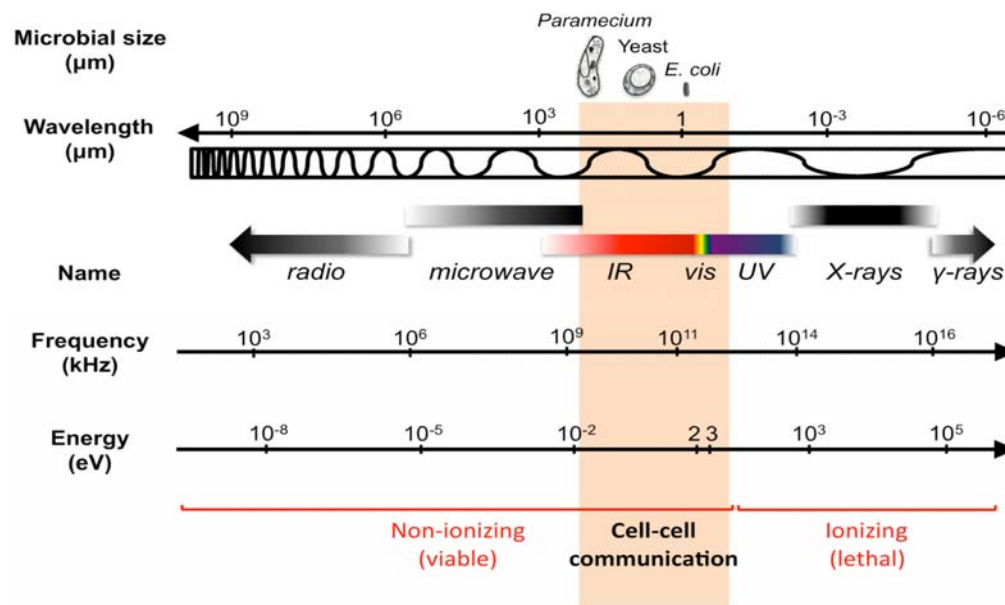 Microbial size
(µm)
Paramecium
Yeast
E. coli
Wavelength
(µm)
10⁹ 10⁶ 10³ 1 10⁻³ 10⁻⁶
Name
radio microwave IR vis UV X-rays γ-rays
Frequency
(kHz)
10³ 10⁶ 10⁹ 10¹¹ 10¹⁴ 10¹⁶
Energy
(eV)
10⁻⁸ 10⁻⁵ 10⁻² 2 3 10³ 10⁵
Non-ionizing
(viable)
Cell-cell
communication
Ionizing
(lethal)